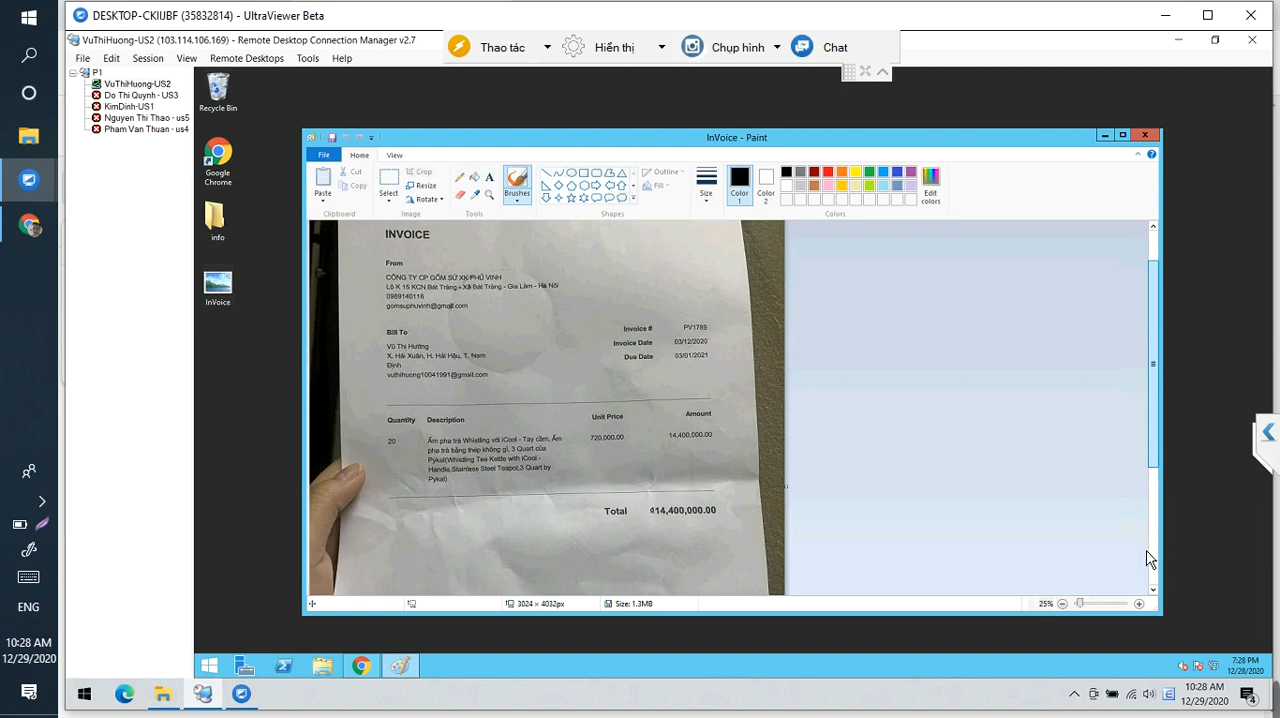 DESKTOP-CKIIJBF (35832814) - UltraViewer Beta
VuThiHuong-US2 (103.114.106.169) - Remote Desktop Connection Manager v2.7
Thao tác
Hiển thị
Chụp hình
Chat
File Edit Session View Remote Desktops Tools Help
P1
VuThiHuong-US2
Do Thi Quynh - US3
KimDinh-US1
Nguyen Thi Thao - us5
Pham Van Thuan - us4
Recycle Bin
Google Chrome
info
InVoice
InVoice - Paint
File Home View
Paste
Cut
Copy
Clipboard
Select
Crop
Resize
Rotate
Image
Tools
Brushes
Shapes
Outline
Fill
Size
Color 1
Color 2
Edit colors
Colors
INVOICE
From
CÔNG TY CP GỐM SỨ XK PHÚ VINH
Lô K 15 KCN Bát Tràng - Xã Bát Tràng - Gia Lâm - Hà Nôi
0989140116
gomsuphuvinh@gmail.com
Bill To
Vũ Thị Hường
X. Hải Xuân, H. Hải Hậu, T. Nam
Định
vuthihuong10041991@gmail.com
Invoice # PV1789
Invoice Date 03/12/2020
Due Date 03/01/2021
Quantity Description Unit Price Amount
20 Ấm pha trà Whistling với iCool - Tay cầm, Ấm 720,000.00 14,400,000.00
pha trà bằng thép không gỉ, 3 Quart của
Pykal(Whistling Tea Kettle with iCool -
Handle,Stainless Steel Teapot,3 Quart by
Pykal)
Total ₫14,400,000.00
3024 × 4032px
Size: 1.3MB
25%
7:28 PM
12/28/2020
ENG
10:28 AM
12/29/2020
10:28 AM
12/29/2020
4